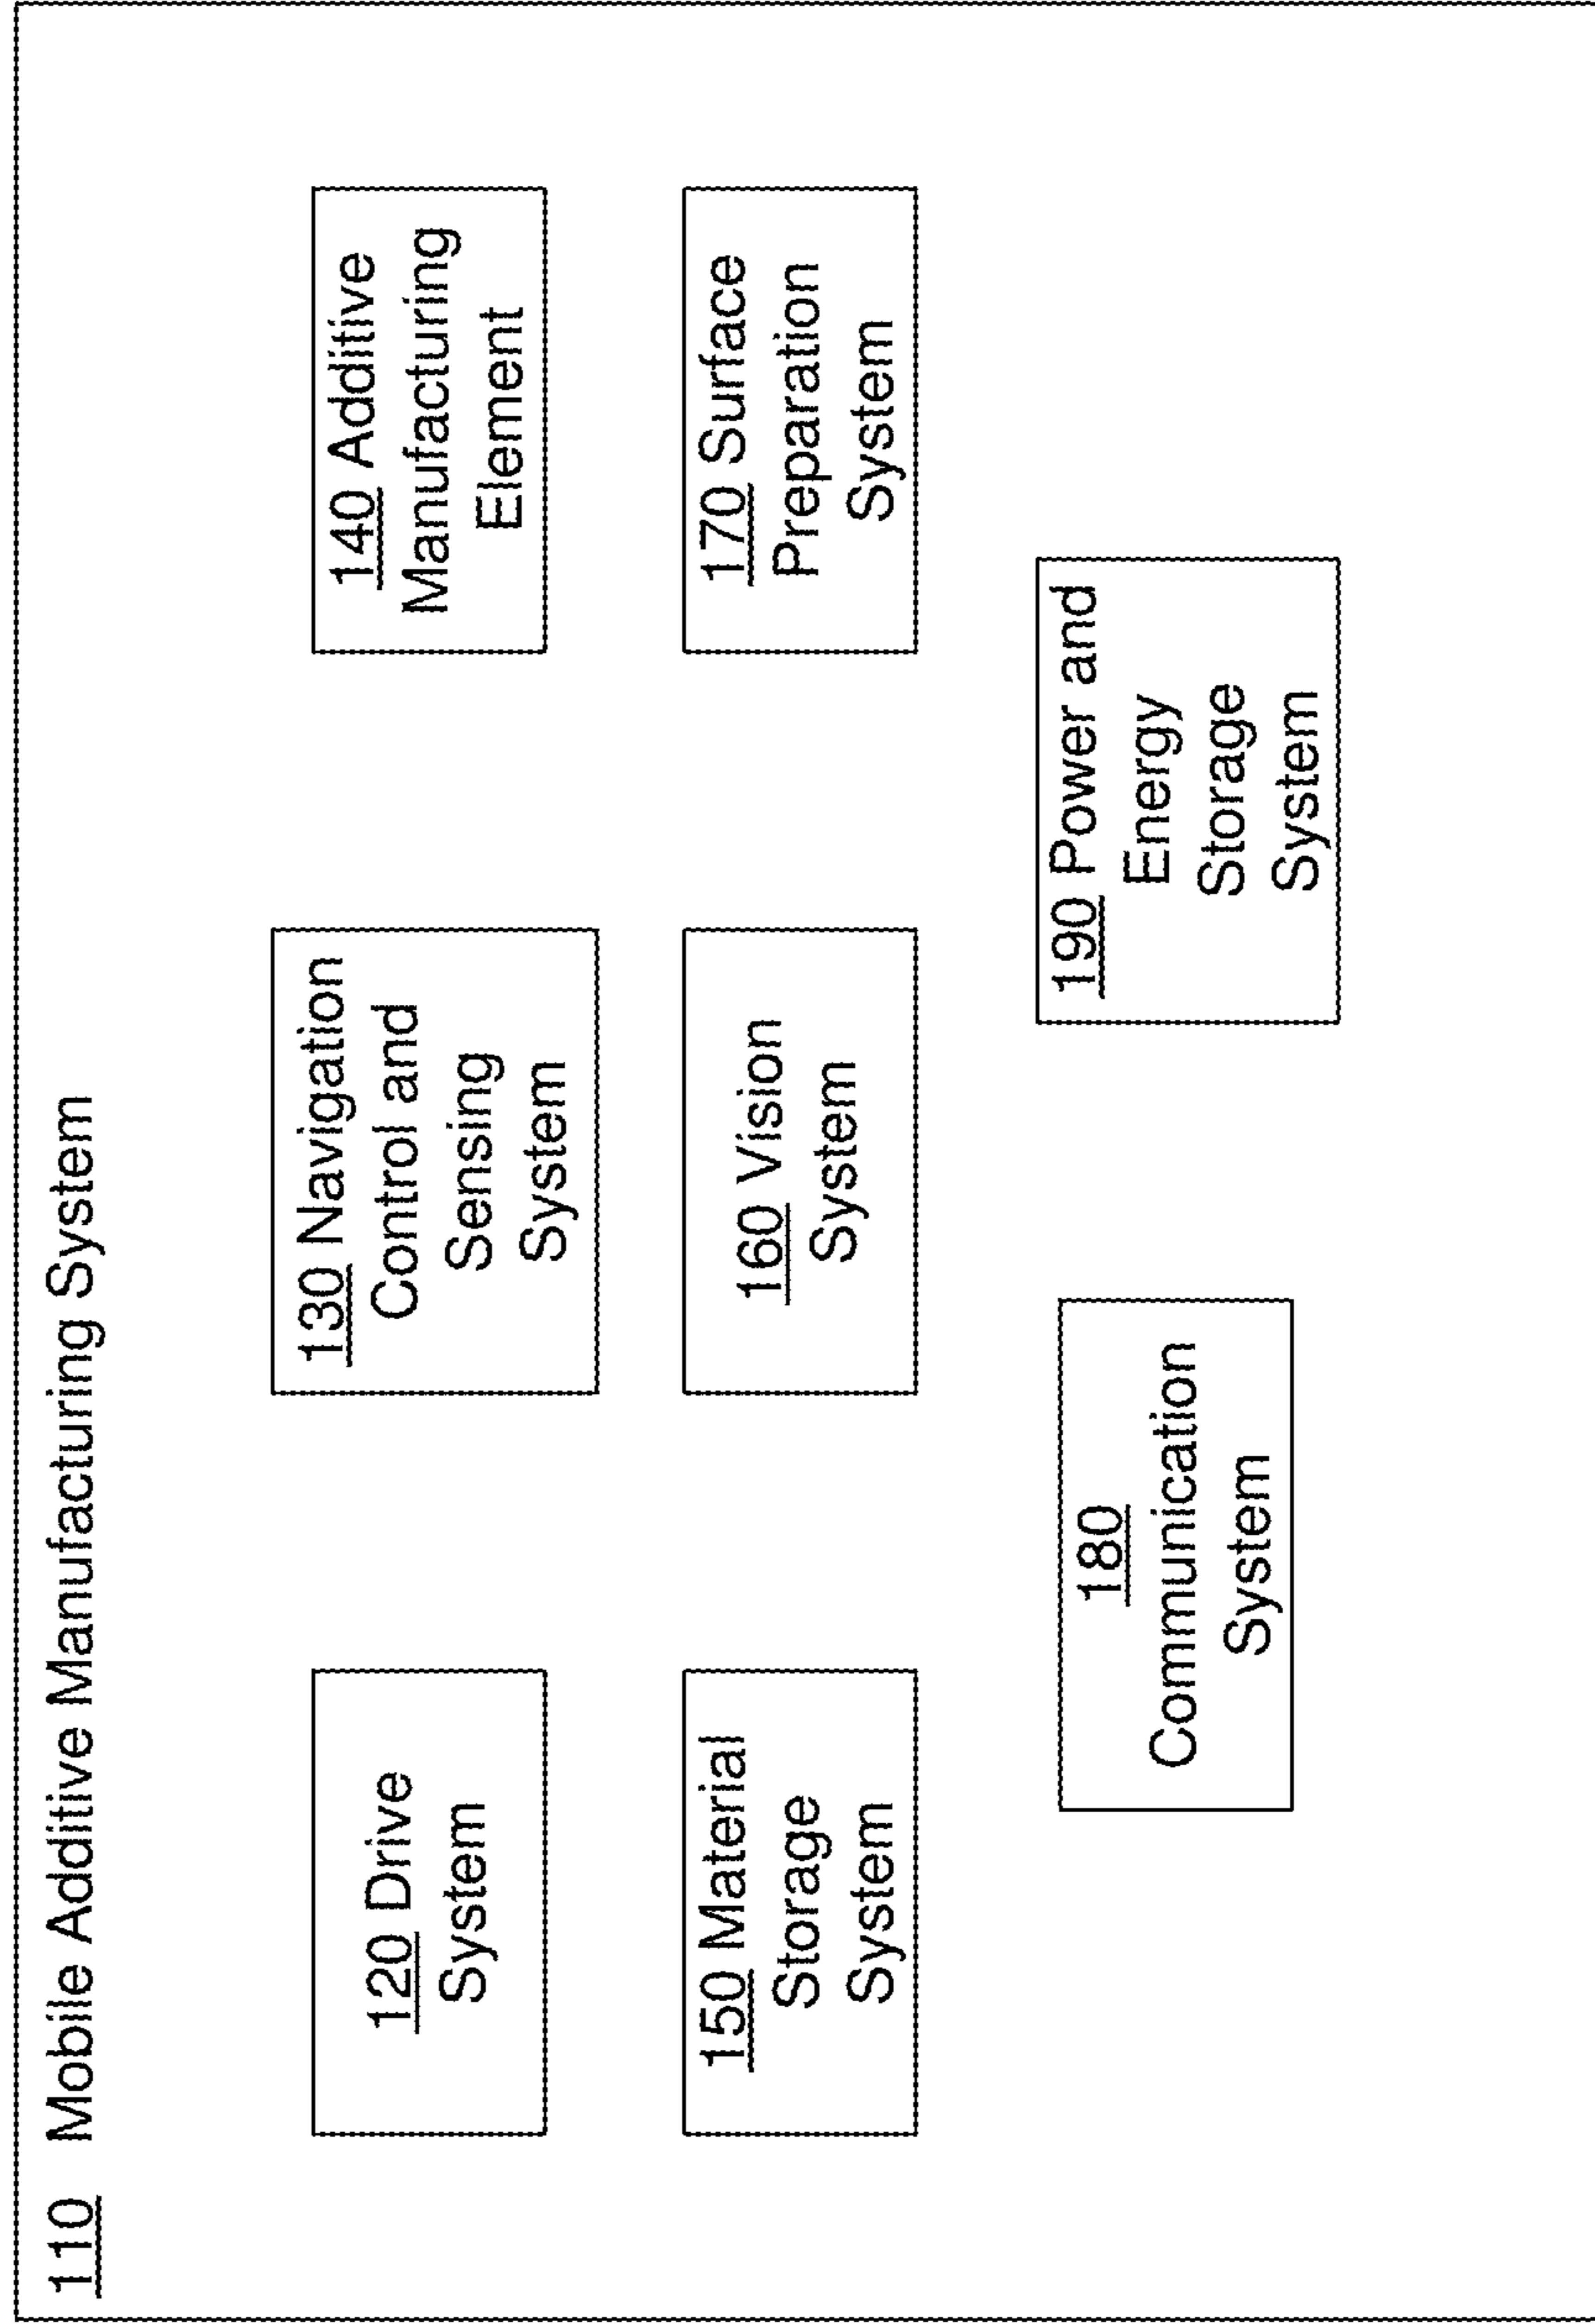 110 Mobile Additive Manufacturing System
120 Drive
System
130 Navigation
Control and
Sensing
System
140 Additive
Manufacturing
Element
150 Material
Storage
System
160 Vision
System
170 Surface
Preparation
System
180
Communication
System
190 Power and
Energy
Storage
System